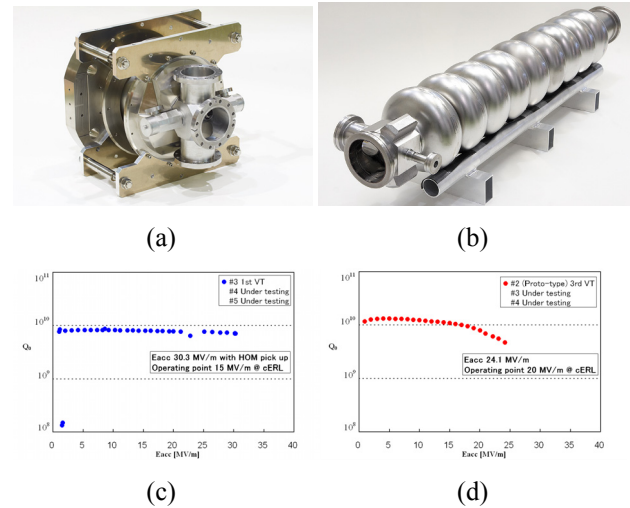 (a)
(b)
10¹¹
10¹⁰
Q₀
10⁹
10⁸
#3 1st VT
#4 Under testing
#5 Under testing
Eacc 30.3 MV/m with HOM pick up
Operating point 15 MV/m @ cERL
0 5 10 15 20 25 30 35 40
Eacc [MV/m]
(c)
10¹¹
10¹⁰
Q₀
10⁹
10⁸
#2 (Proto-type) 3rd VT
#3 Under testing
#4 Under testing
Eacc 24.1 MV/m
Operating point 20 MV/m @ cERL
0 5 10 15 20 25 30 35 40
Eacc [MV/m]
(d)